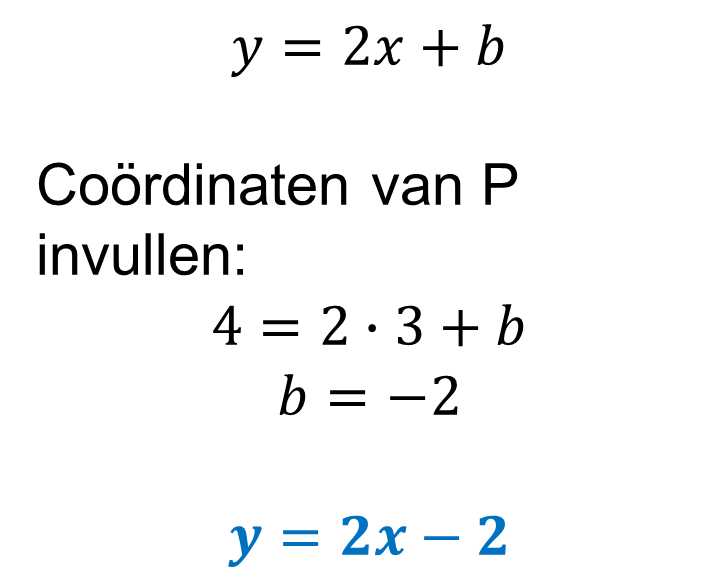 y = 2x + b
Coördinaten van P
invullen:
4 = 2 · 3 + b
b = −2
y = 2x − 2